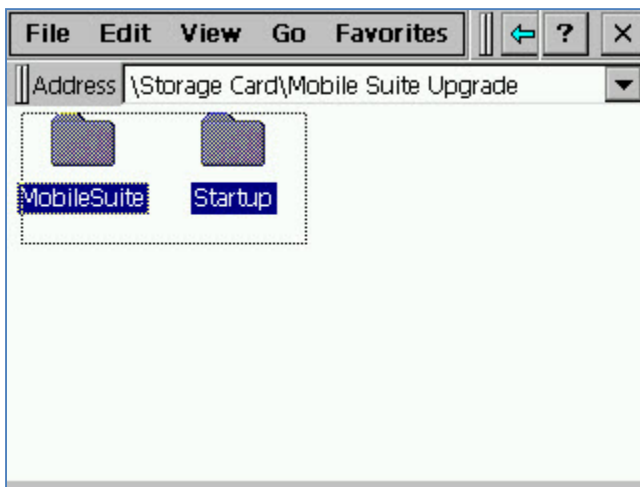 File Edit View Go Favorites ? ×
Address \Storage Card\Mobile Suite Upgrade
MobileSuite Startup